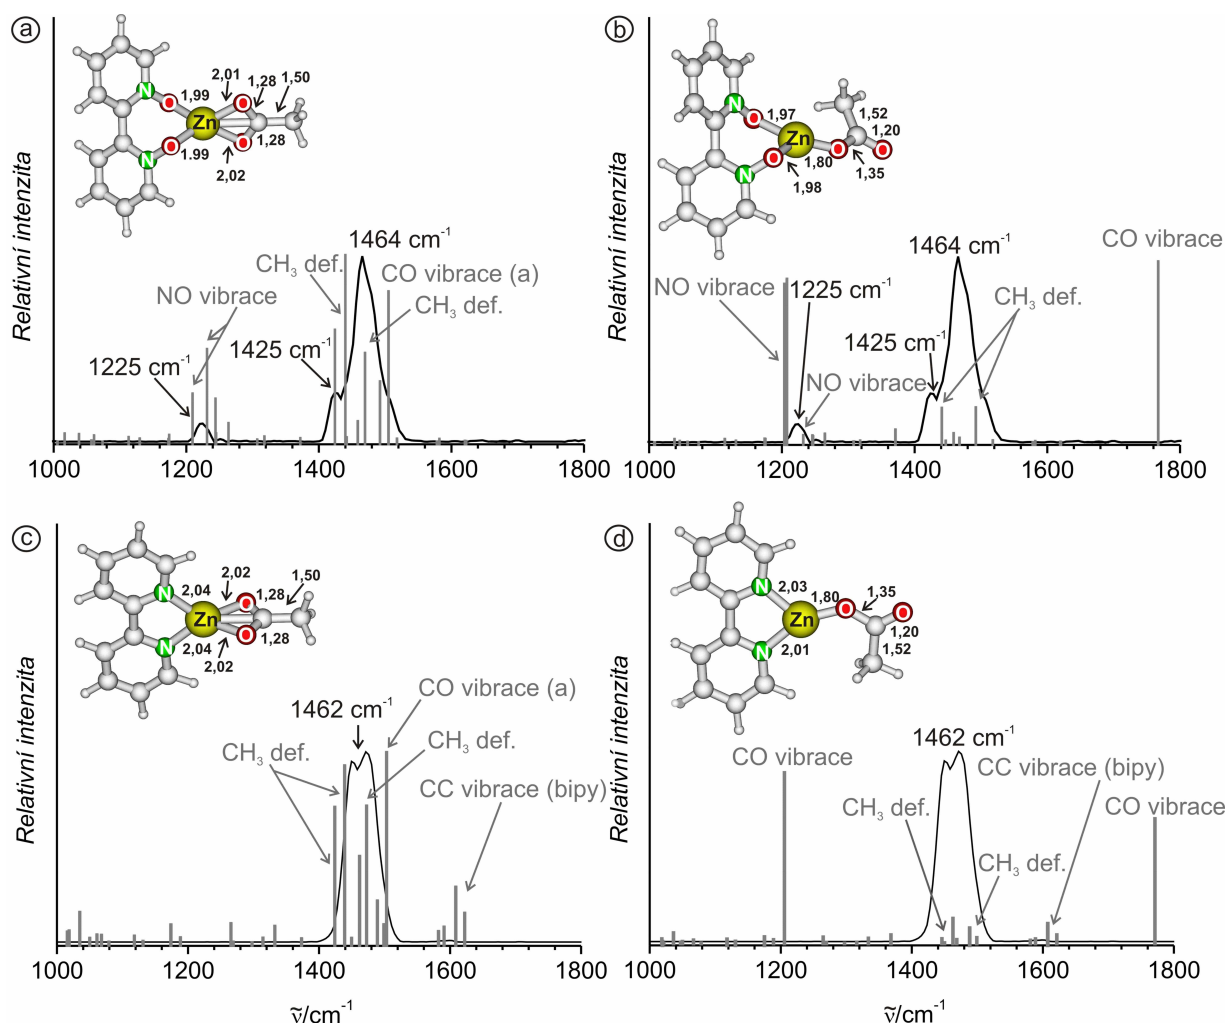 a
Relativní intenzita
N
N
Zn
1,99
1.99
2,01
2,02
1,28
1,50
1,28
1464 cm⁻¹
CH₃ def.
CO vibrace (a)
NO vibrace
CH₃ def.
1425 cm⁻¹
1225 cm⁻¹
1000 1200 1400 1600 1800
b
Relativní intenzita
N
N
Zn
1,97
1,52
1,20
1,80
1,35
1,98
1464 cm⁻¹
CO vibrace
NO vibrace
1225 cm⁻¹
CH₃ def.
1425 cm⁻¹
NO vibrace
1000 1200 1400 1600 1800
c
Relativní intenzita
N
N
Zn
2,04
2,02
1,28
1,50
2,04
2,02
1,28
CO vibrace (a)
1462 cm⁻¹
CH₃ def.
CH₃ def.
CC vibrace (bipy)
1000 1200 1400 1600 1800
ṽ/cm⁻¹
d
Relativní intenzita
N
N
Zn
2,03
1,80
1,35
1,20
2,01
1,52
1462 cm⁻¹
CO vibrace
CC vibrace (bipy)
CH₃ def.
CO vibrace
CH₃ def.
1000 1200 1400 1600 1800
ṽ/cm⁻¹